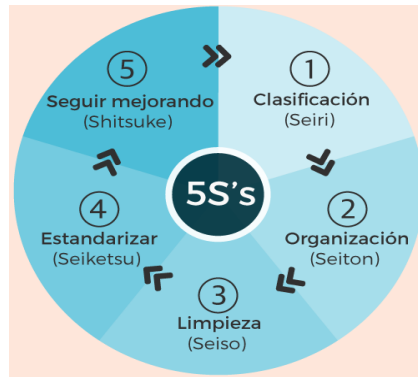 5S's
1
Clasificación
(Seiri)
2
Organización
(Seiton)
3
Limpieza
(Seiso)
4
Estandarizar
(Seiketsu)
5
Seguir mejorando
(Shitsuke)